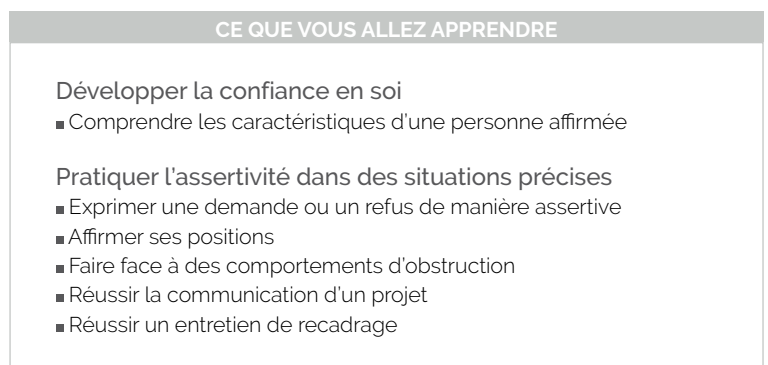 CE QUE VOUS ALLEZ APPRENDRE
Développer la confiance en soi
■ Comprendre les caractéristiques d'une personne affirmée
Pratiquer l'assertivité dans des situations précises
■ Exprimer une demande ou un refus de manière assertive
■ Affirmer ses positions
■ Faire face à des comportements d'obstruction
■ Réussir la communication d'un projet
■ Réussir un entretien de recadrage